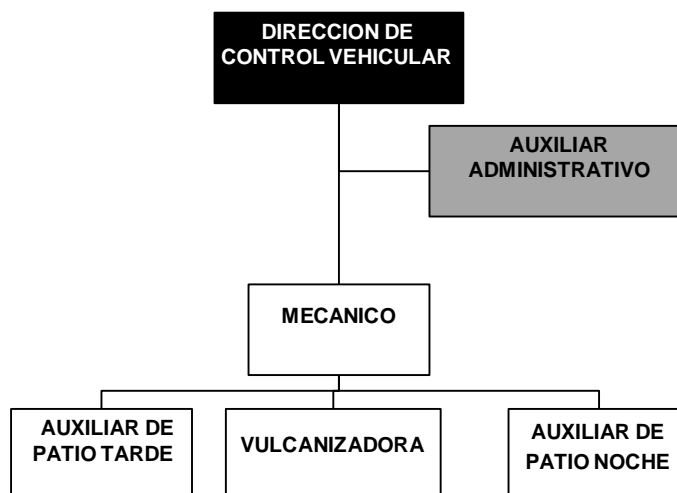 DIRECCION DE
CONTROL VEHICULAR
AUXILIAR
ADMINISTRATIVO
MECANICO
AUXILIAR DE
PATIO TARDE
VULCANIZADORA
AUXILIAR DE
PATIO NOCHE